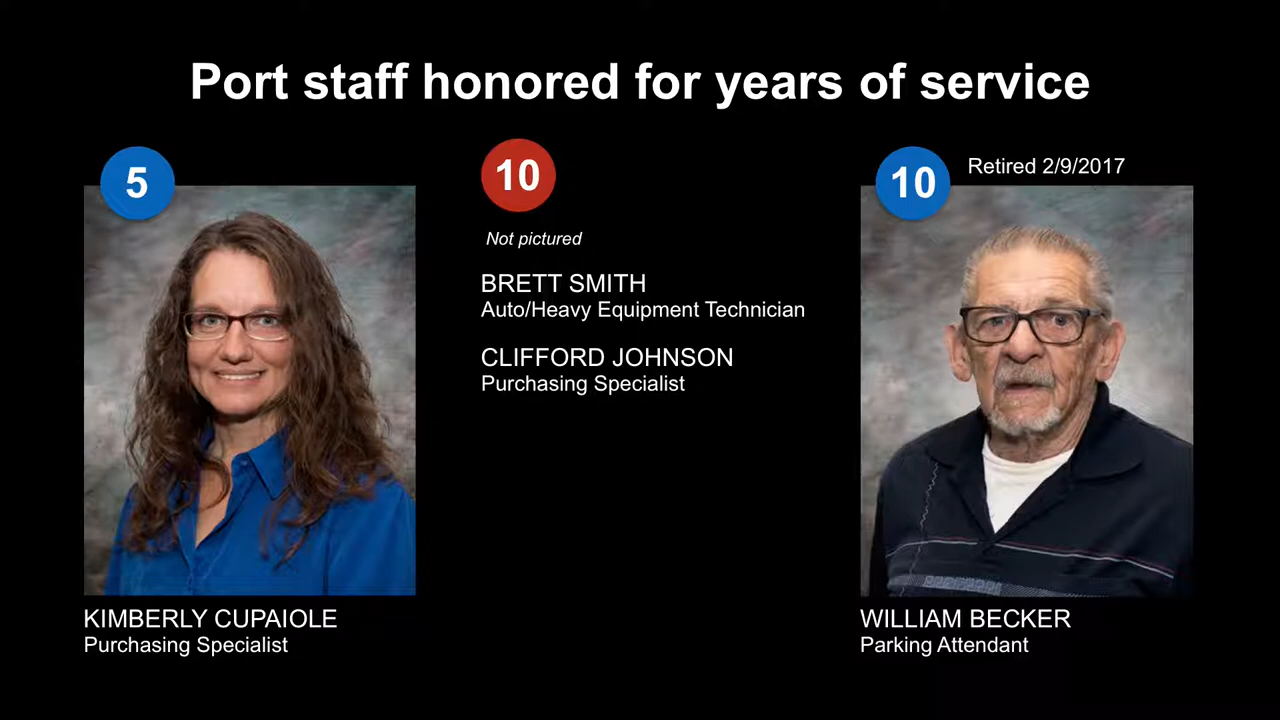 Port staff honored for years of service
5
KIMBERLY CUPAIOLE
Purchasing Specialist
10
Not pictured
BRETT SMITH
Auto/Heavy Equipment Technician
CLIFFORD JOHNSON
Purchasing Specialist
10
Retired 2/9/2017
WILLIAM BECKER
Parking Attendant